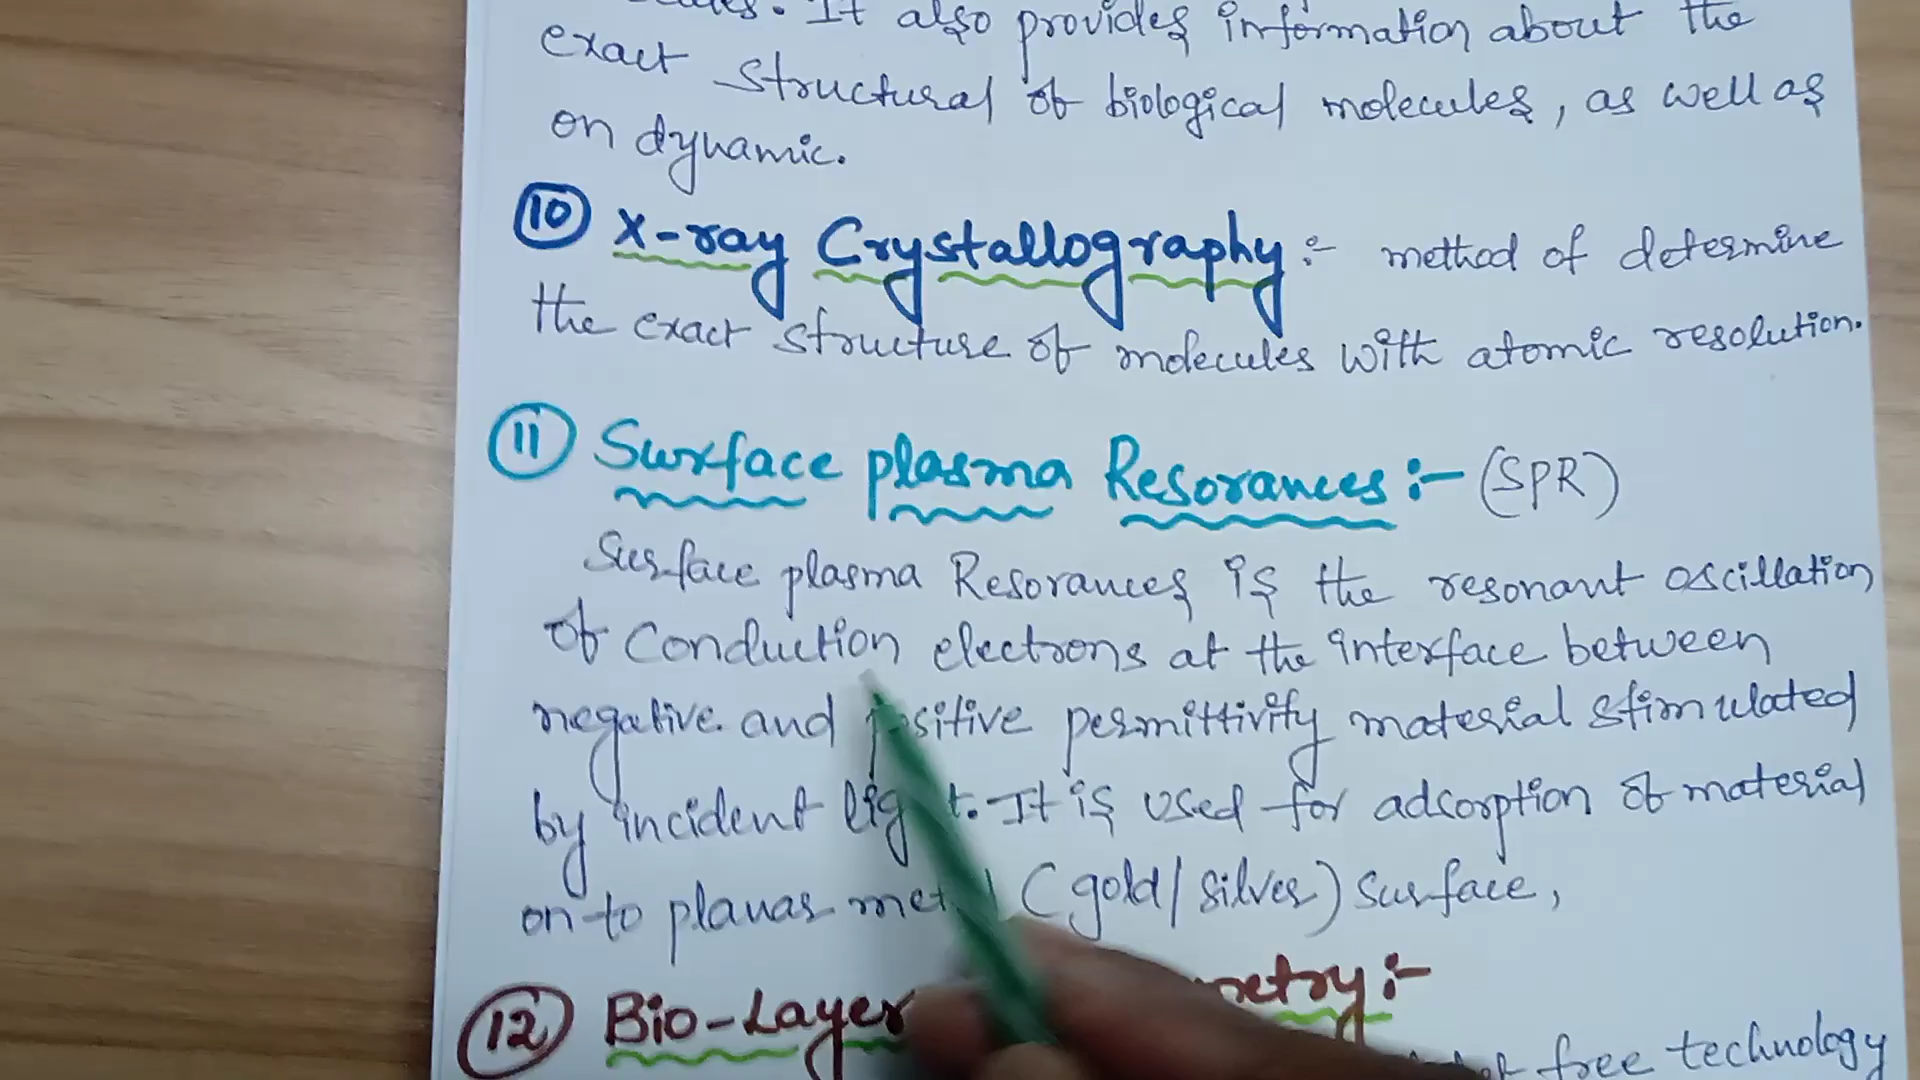 It also provides information about the
exact structural of biological molecules, as well as
on dynamic.
10 X-ray Crystallography :- method of determine
the exact structure of molecules with atomic resolution.
11 Surface plasma Resorances :- (SPR)
Surface plasma Resorances is the resonant oscillation
of Conduction electrons at the interface between
negative and positive permittivity material stimulated
by incident light. It is used for adsorption of material
on-to planar metal (gold/silver) surface,
12 Bio-Layer :-
free technology